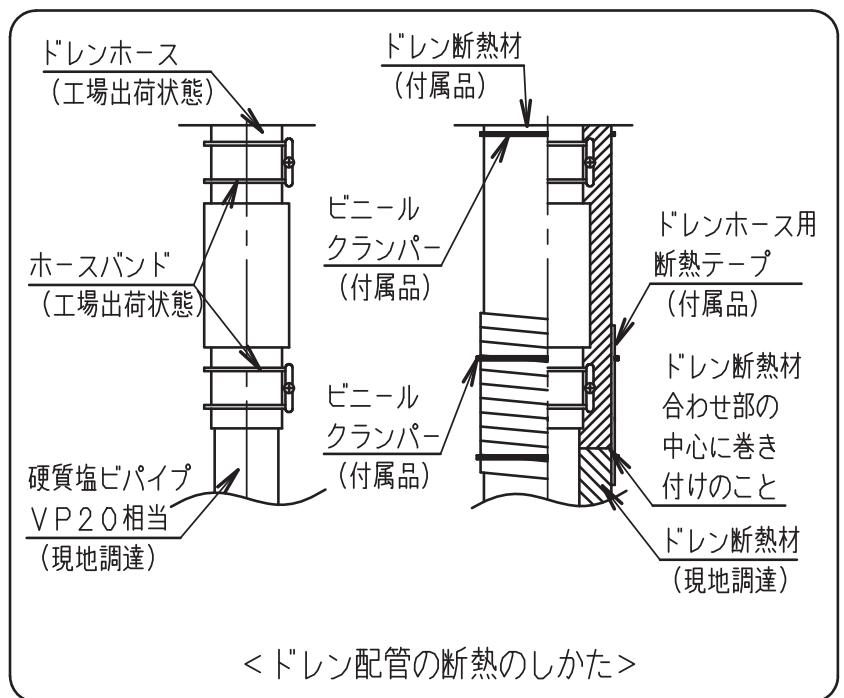 ドレンホース
(工場出荷状態)
ホースバンド
(工場出荷状態)
硬質塩ビパイプ
VP20相当
(現地調達)
ドレン断熱材
(付属品)
ビニール
クランパー
(付属品)
ビニール
クランパー
(付属品)
ドレンホース用
断熱テープ
(付属品)
ドレン断熱材
合わせ部の
中心に巻き
付けのこと
ドレン断熱材
(現地調達)
<ドレン配管の断熱のしかた>